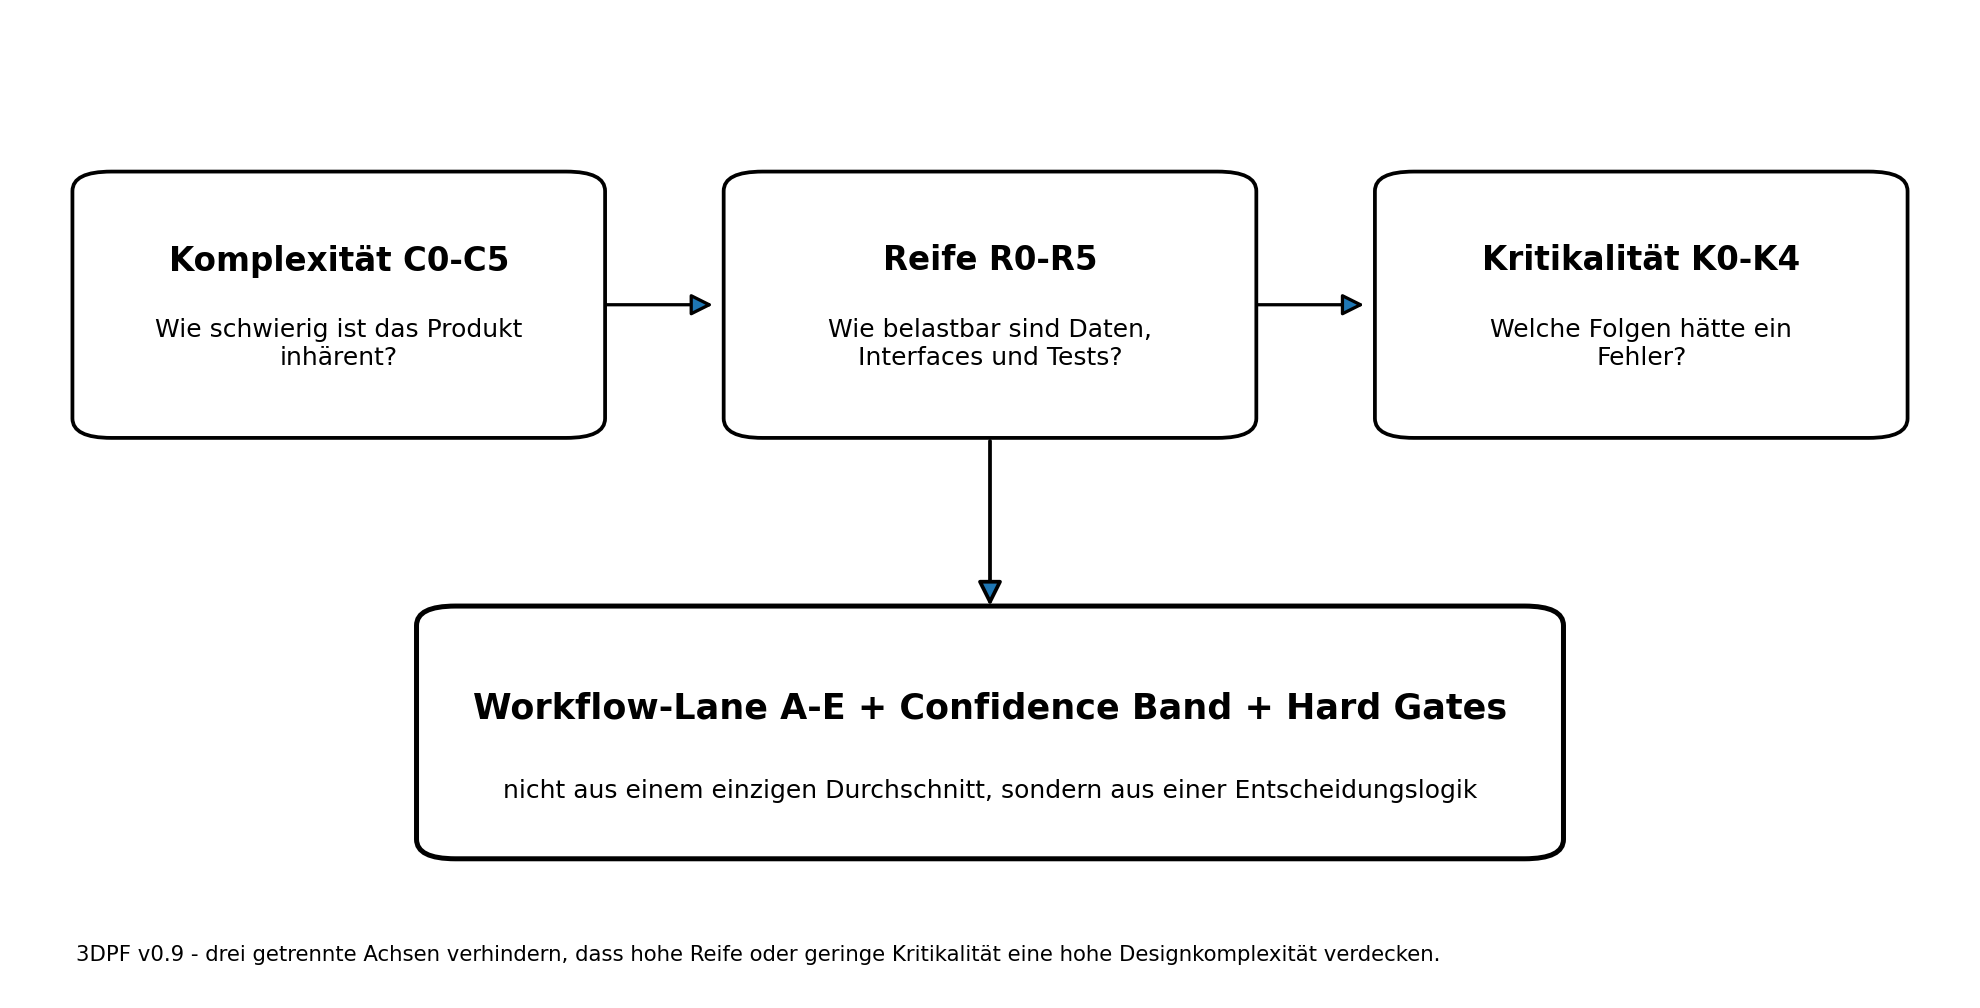 Komplexität C0-C5
Wie schwierig ist das Produkt
inhärent?
Reife R0-R5
Wie belastbar sind Daten,
Interfaces und Tests?
Kritikalität K0-K4
Welche Folgen hätte ein
Fehler?
Workflow-Lane A-E + Confidence Band + Hard Gates
nicht aus einem einzigen Durchschnitt, sondern aus einer Entscheidungslogik
3DPF v0.9 - drei getrennte Achsen verhindern, dass hohe Reife oder geringe Kritikalität eine hohe Designkomplexität verdecken.